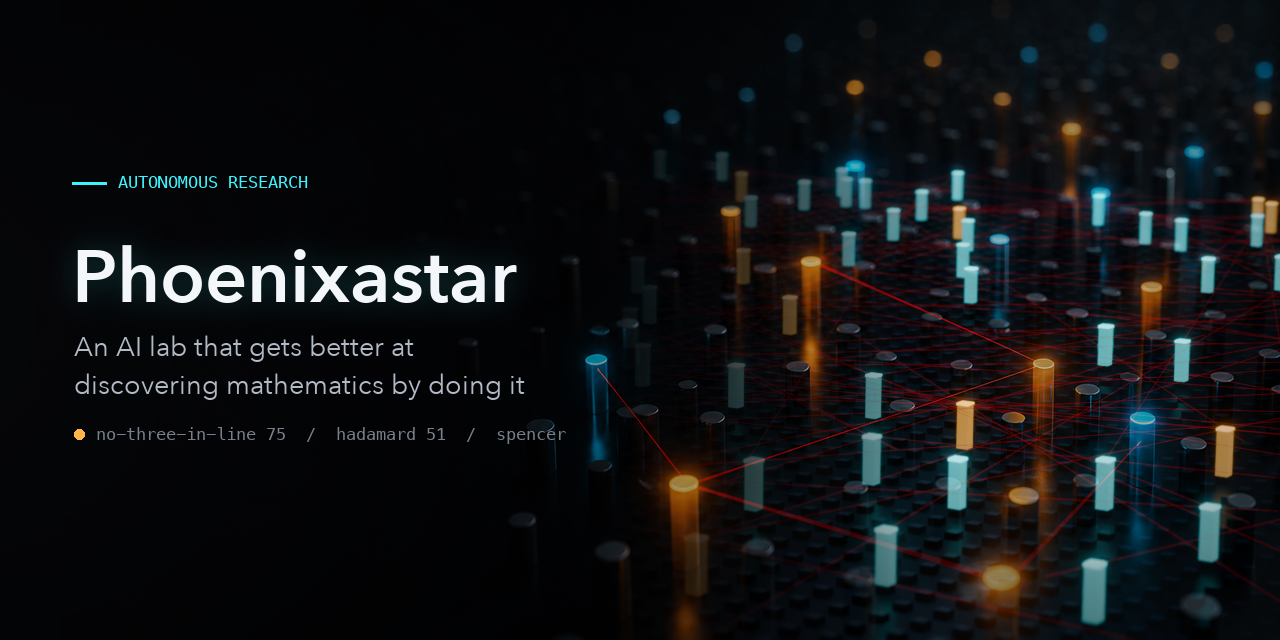 AUTONOMOUS RESEARCH
Phoenixastar
An AI lab that gets better at
discovering mathematics by doing it
no-three-in-line 75 / hadamard 51 / spencer